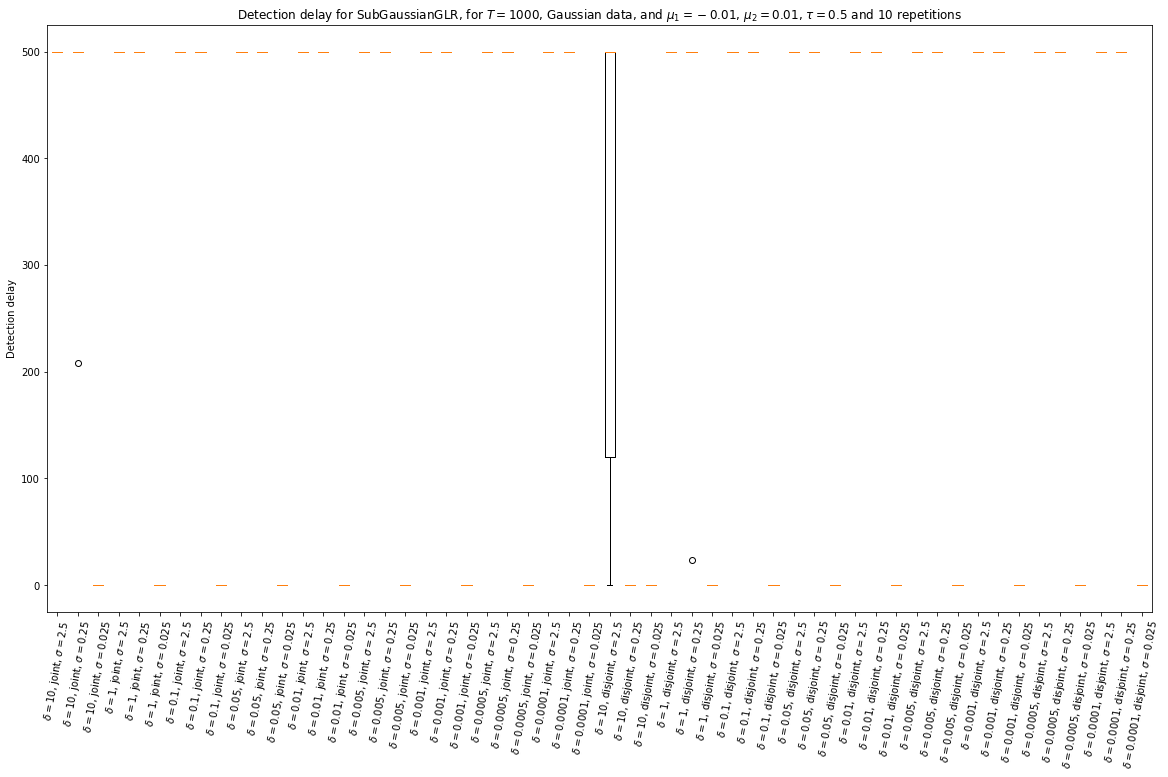 Detection delay for SubGaussianGLR, for T = 1000, Gaussian data, and μ₁ = − 0.01, μ₂ = 0.01, τ = 0.5 and 10 repetitions
Detection delay
500
400
300
200
100
0
δ = 10, joint, σ = 2.5
δ = 10, joint, σ = 0.25
δ = 10, joint, σ = 0.025
δ = 1, joint, σ = 2.5
δ = 1, joint, σ = 0.25
δ = 1, joint, σ = 0.025
δ = 0.1, joint, σ = 2.5
δ = 0.1, joint, σ = 0.25
δ = 0.1, joint, σ = 0.025
δ = 0.05, joint, σ = 2.5
δ = 0.05, joint, σ = 0.25
δ = 0.05, joint, σ = 0.025
δ = 0.01, joint, σ = 2.5
δ = 0.01, joint, σ = 0.25
δ = 0.01, joint, σ = 0.025
δ = 0.005, joint, σ = 2.5
δ = 0.005, joint, σ = 0.25
δ = 0.005, joint, σ = 0.025
δ = 0.001, joint, σ = 2.5
δ = 0.001, joint, σ = 0.25
δ = 0.001, joint, σ = 0.025
δ = 0.0005, joint, σ = 2.5
δ = 0.0005, joint, σ = 0.25
δ = 0.0005, joint, σ = 0.025
δ = 0.0001, joint, σ = 2.5
δ = 0.0001, joint, σ = 0.25
δ = 0.0001, joint, σ = 0.025
δ = 10, disjoint, σ = 2.5
δ = 10, disjoint, σ = 0.25
δ = 10, disjoint, σ = 0.025
δ = 1, disjoint, σ = 2.5
δ = 1, disjoint, σ = 0.25
δ = 1, disjoint, σ = 0.025
δ = 0.1, disjoint, σ = 2.5
δ = 0.1, disjoint, σ = 0.25
δ = 0.1, disjoint, σ = 0.025
δ = 0.05, disjoint, σ = 2.5
δ = 0.05, disjoint, σ = 0.25
δ = 0.05, disjoint, σ = 0.025
δ = 0.01, disjoint, σ = 2.5
δ = 0.01, disjoint, σ = 0.25
δ = 0.01, disjoint, σ = 0.025
δ = 0.005, disjoint, σ = 2.5
δ = 0.005, disjoint, σ = 0.25
δ = 0.005, disjoint, σ = 0.025
δ = 0.001, disjoint, σ = 2.5
δ = 0.001, disjoint, σ = 0.25
δ = 0.001, disjoint, σ = 0.025
δ = 0.0005, disjoint, σ = 2.5
δ = 0.0005, disjoint, σ = 0.25
δ = 0.0005, disjoint, σ = 0.025
δ = 0.0001, disjoint, σ = 2.5
δ = 0.0001, disjoint, σ = 0.25
δ = 0.0001, disjoint, σ = 0.025